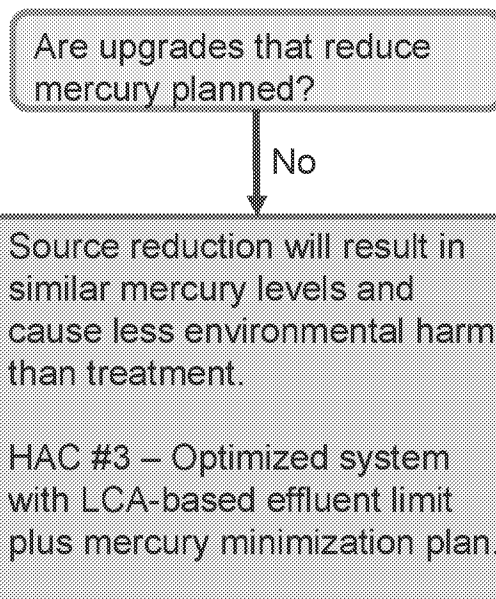 Are upgrades that reduce
mercury planned?
No
Source reduction will result in
similar mercury levels and
cause less environmental harm
than treatment.
HAC #3 – Optimized system
with LCA-based effluent limit
plus mercury minimization plan.